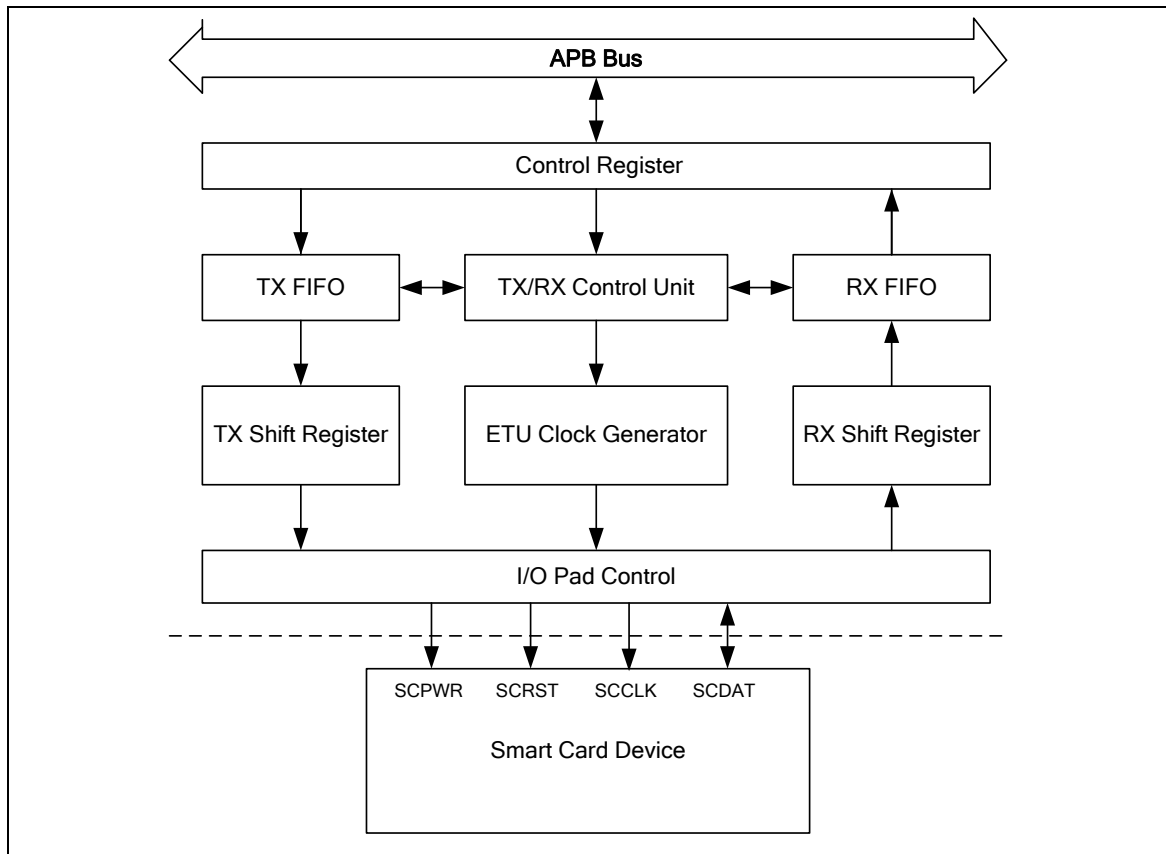 APB Bus
Control Register
TX FIFO
TX/RX Control Unit
RX FIFO
TX Shift Register
ETU Clock Generator
RX Shift Register
I/O Pad Control
SCPWR
SCRST
SCCLK
SCDAT
Smart Card Device